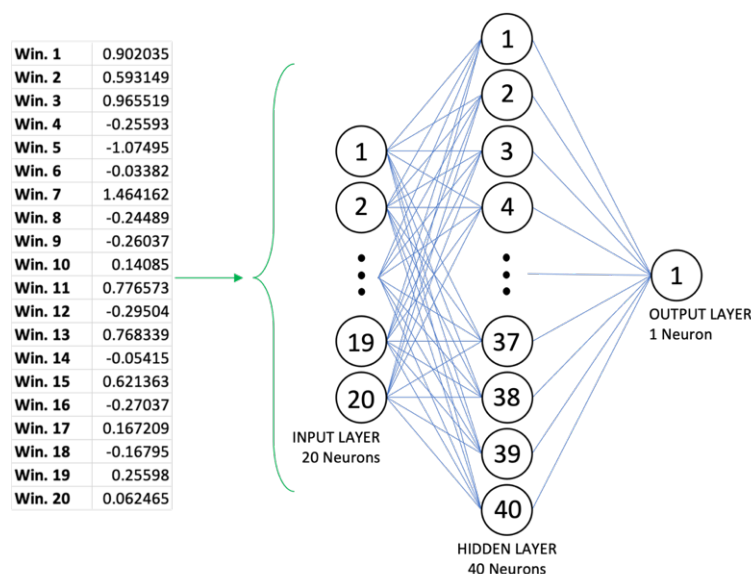 Win. 1 0.902035
Win. 2 0.593149
Win. 3 0.965519
Win. 4 -0.25593
Win. 5 -1.07495
Win. 6 -0.03382
Win. 7 1.464162
Win. 8 -0.24489
Win. 9 -0.26037
Win. 10 0.14085
Win. 11 0.776573
Win. 12 -0.29504
Win. 13 0.768339
Win. 14 -0.05415
Win. 15 0.621363
Win. 16 -0.27037
Win. 17 0.167209
Win. 18 -0.16795
Win. 19 0.25598
Win. 20 0.062465
1
2
19
20
INPUT LAYER
20 Neurons
1
2
3
4
37
38
39
40
HIDDEN LAYER
40 Neurons
1
OUTPUT LAYER
1 Neuron